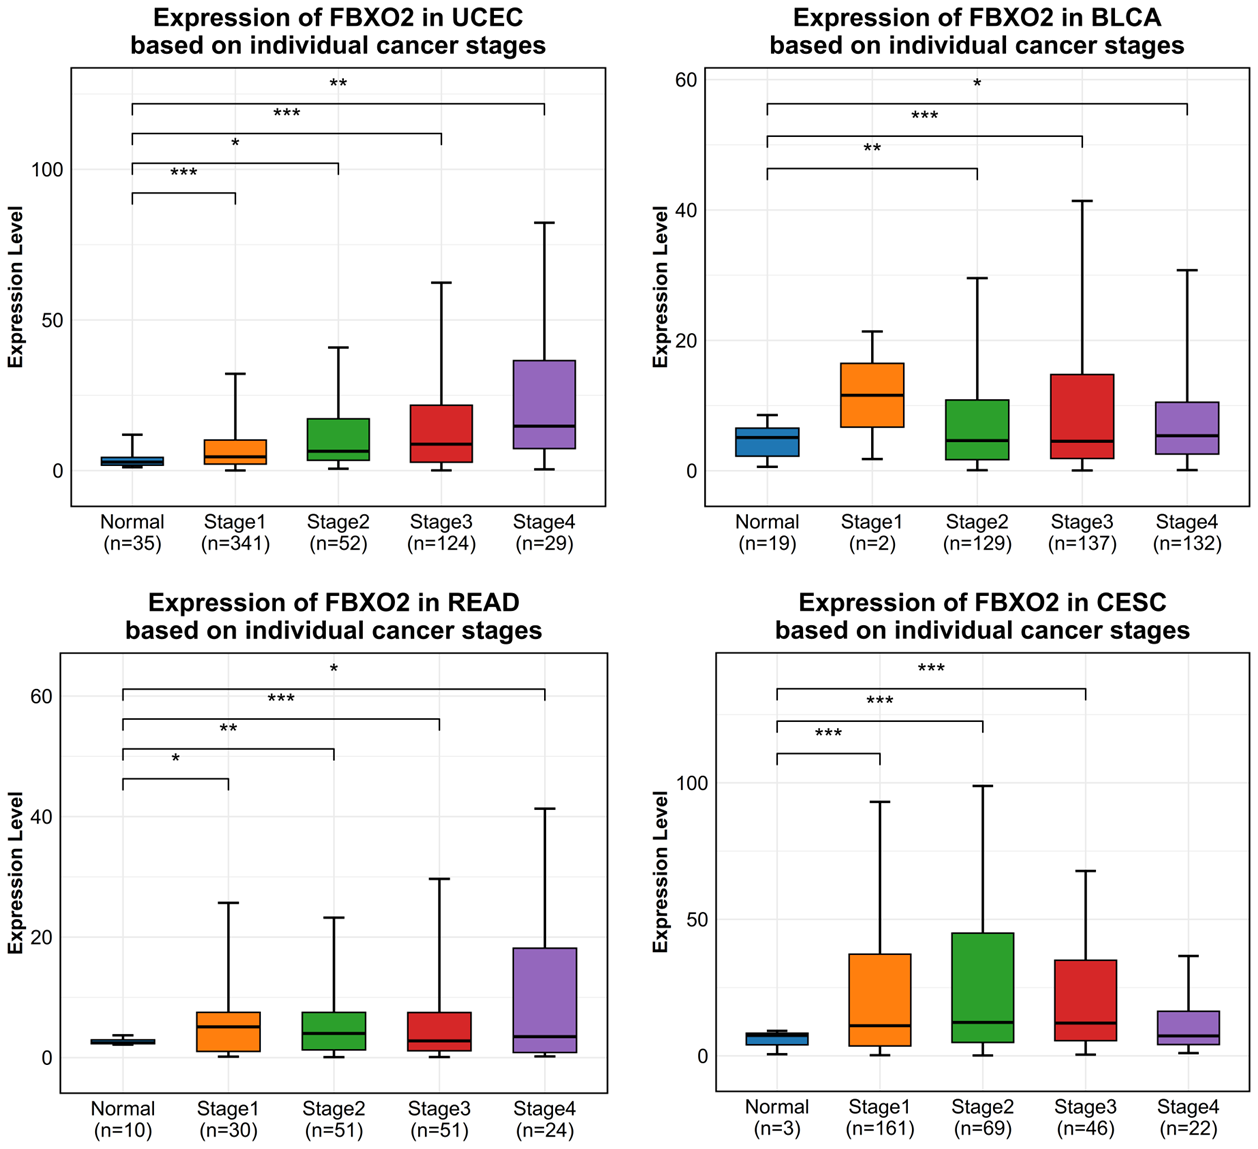 Expression of FBXO2 in UCEC
based on individual cancer stages
**
***
*
***
100
50
0
Expression Level
Normal Stage1 Stage2 Stage3 Stage4
(n=35) (n=341) (n=52) (n=124) (n=29)
Expression of FBXO2 in BLCA
based on individual cancer stages
60
*
***
**
40
20
0
Expression Level
Normal Stage1 Stage2 Stage3 Stage4
(n=19) (n=2) (n=129) (n=137) (n=132)
Expression of FBXO2 in READ
based on individual cancer stages
*
60
***
**
*
40
20
0
Expression Level
Normal Stage1 Stage2 Stage3 Stage4
(n=10) (n=30) (n=51) (n=51) (n=24)
Expression of FBXO2 in CESC
based on individual cancer stages
***
***
***
100
50
0
Expression Level
Normal Stage1 Stage2 Stage3 Stage4
(n=3) (n=161) (n=69) (n=46) (n=22)